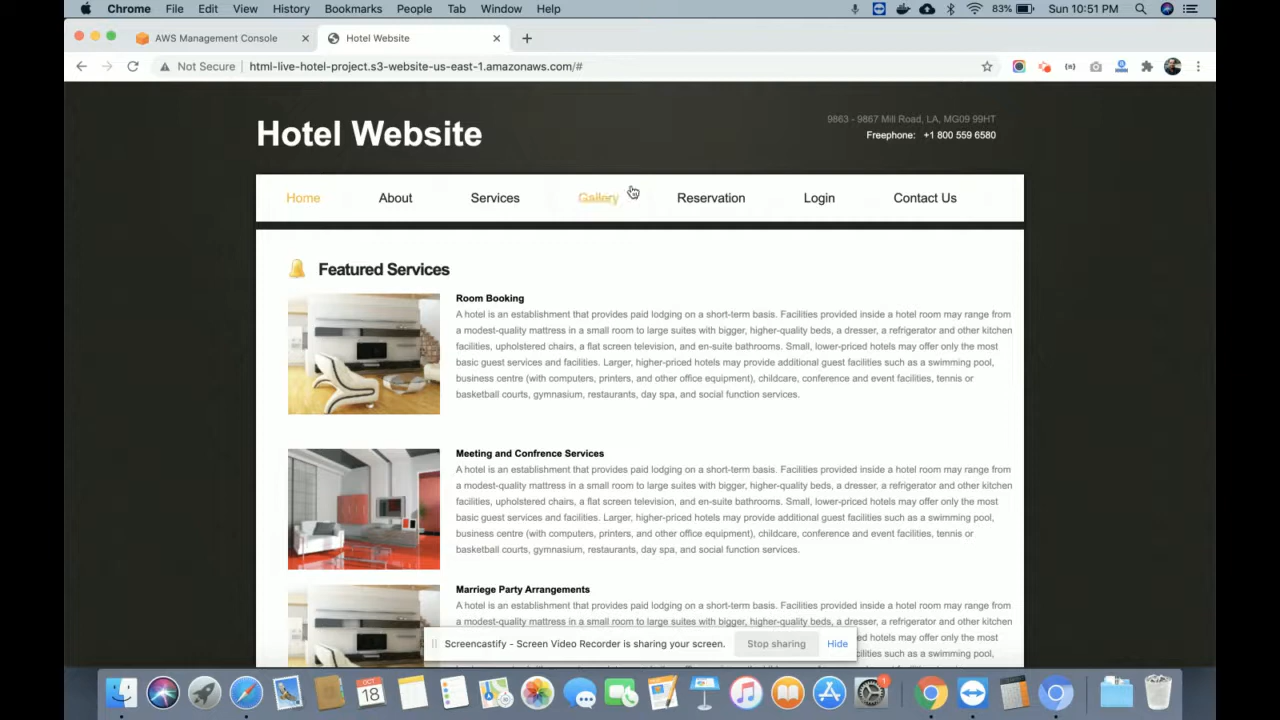 Chrome File Edit View History Bookmarks People Tab Window Help 83% Sun 10:51 PM
AWS Management Console Hotel Website
Not Secure html-live-hotel-project.s3-website-us-east-1.amazonaws.com/#
9863 - 9867 Mill Road, LA, MG09 99HT
Hotel Website
Freephone: +1 800 559 6580
Home About Services Gallery Reservation Login Contact Us
Featured Services
Room Booking
A hotel is an establishment that provides paid lodging on a short-term basis. Facilities provided inside a hotel room may range from
a modest-quality mattress in a small room to large suites with bigger, higher-quality beds, a dresser, a refrigerator and other kitchen
facilities, upholstered chairs, a flat screen television, and en-suite bathrooms. Small, lower-priced hotels may offer only the most
basic guest services and facilities. Larger, higher-priced hotels may provide additional guest facilities such as a swimming pool,
business centre (with computers, printers, and other office equipment), childcare, conference and event facilities, tennis or
basketball courts, gymnasium, restaurants, day spa, and social function services.
Meeting and Confrence Services
A hotel is an establishment that provides paid lodging on a short-term basis. Facilities provided inside a hotel room may range from
a modest-quality mattress in a small room to large suites with bigger, higher-quality beds, a dresser, a refrigerator and other kitchen
facilities, upholstered chairs, a flat screen television, and en-suite bathrooms. Small, lower-priced hotels may offer only the most
basic guest services and facilities. Larger, higher-priced hotels may provide additional guest facilities such as a swimming pool,
business centre (with computers, printers, and other office equipment), childcare, conference and event facilities, tennis or
basketball courts, gymnasium, restaurants, day spa, and social function services.
Marriege Party Arrangements
A hotel is an establishment that provides paid lodging on a short-term basis. Facilities provided inside a hotel room may range from
a modest-quality mattress in a small room to large suites with bigger, higher-quality beds, a dresser, a refrigerator and other kitchen
lower-priced hotels may offer only the most
Screencastify - Screen Video Recorder is sharing your screen. Stop sharing Hide
cilities such as a swimming pool,
OCT
18
1